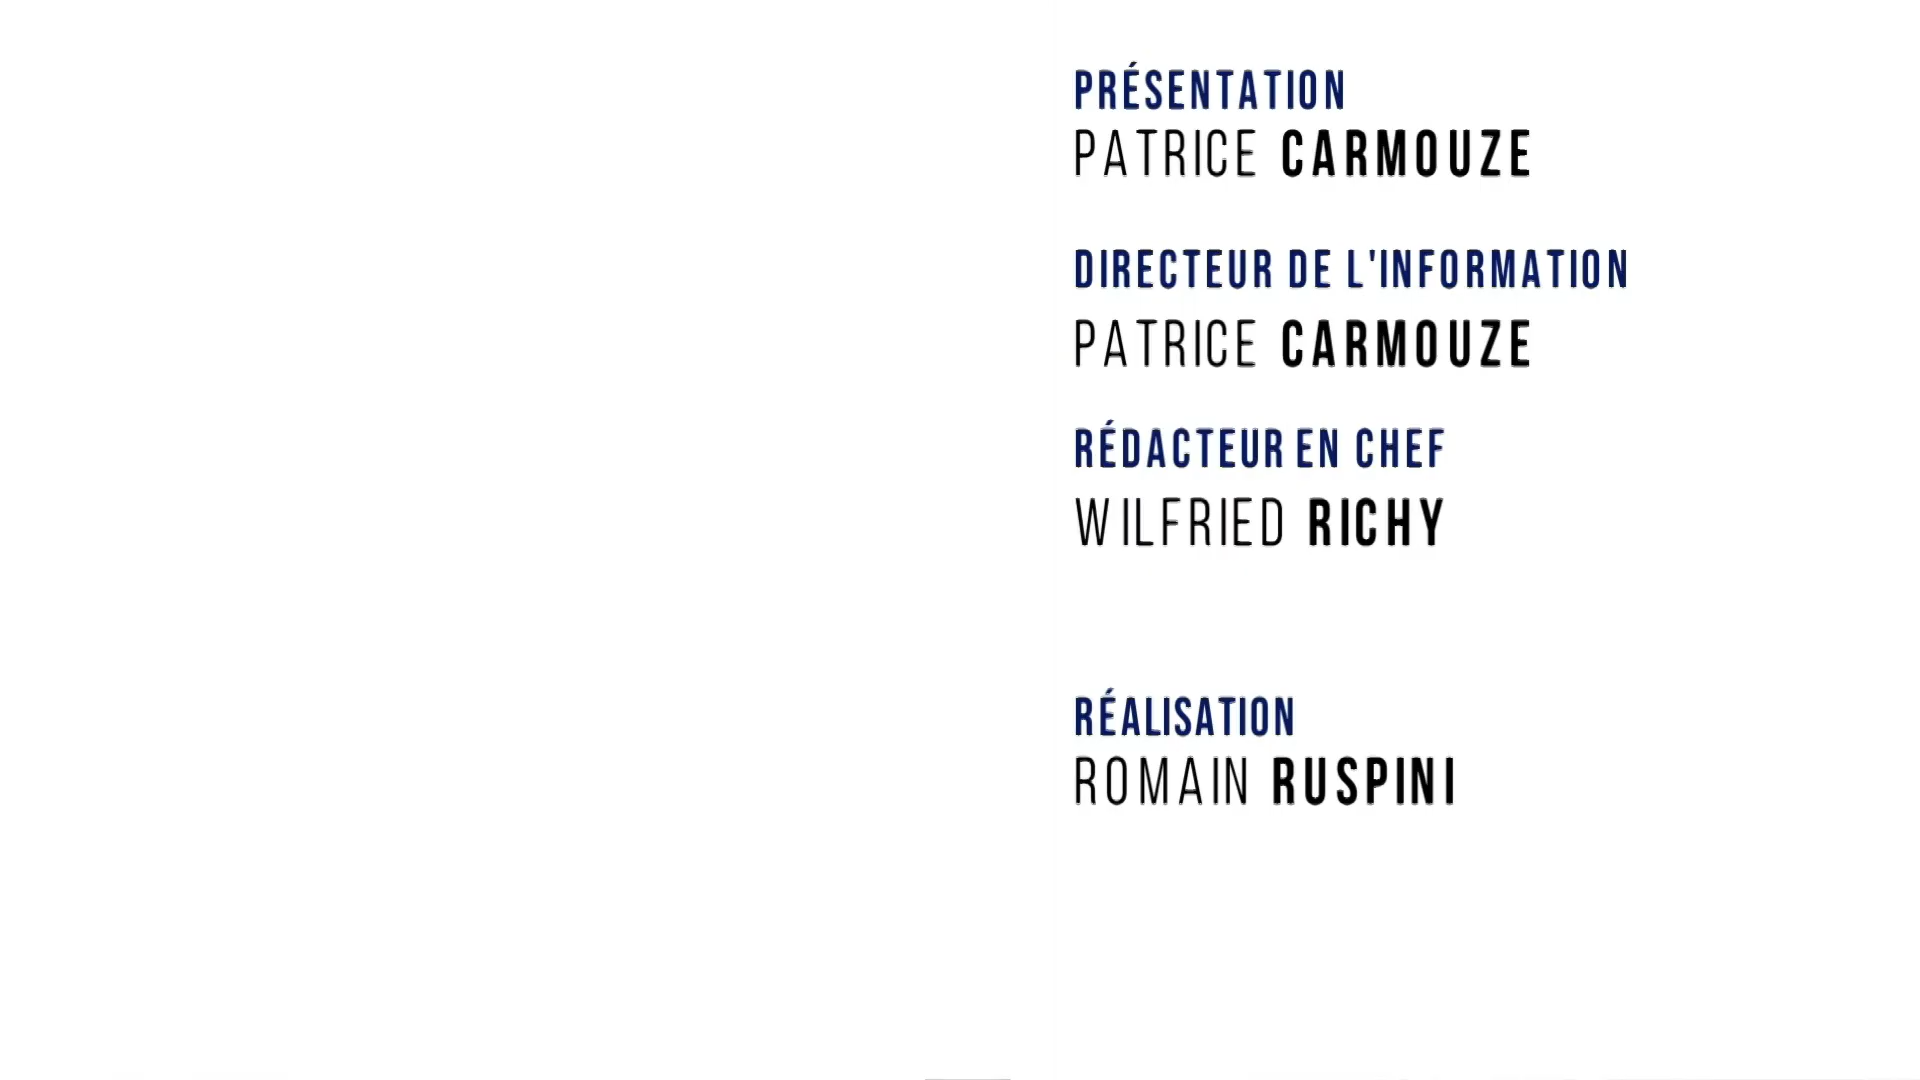 PRÉSENTATION
PATRICE CARMOUZE
DIRECTEUR DE L'INFORMATION
PATRICE CARMOUZE
RÉDACTEUR EN CHEF
WILFRIED RICHY
RÉALISATION
ROMAIN RUSPINI